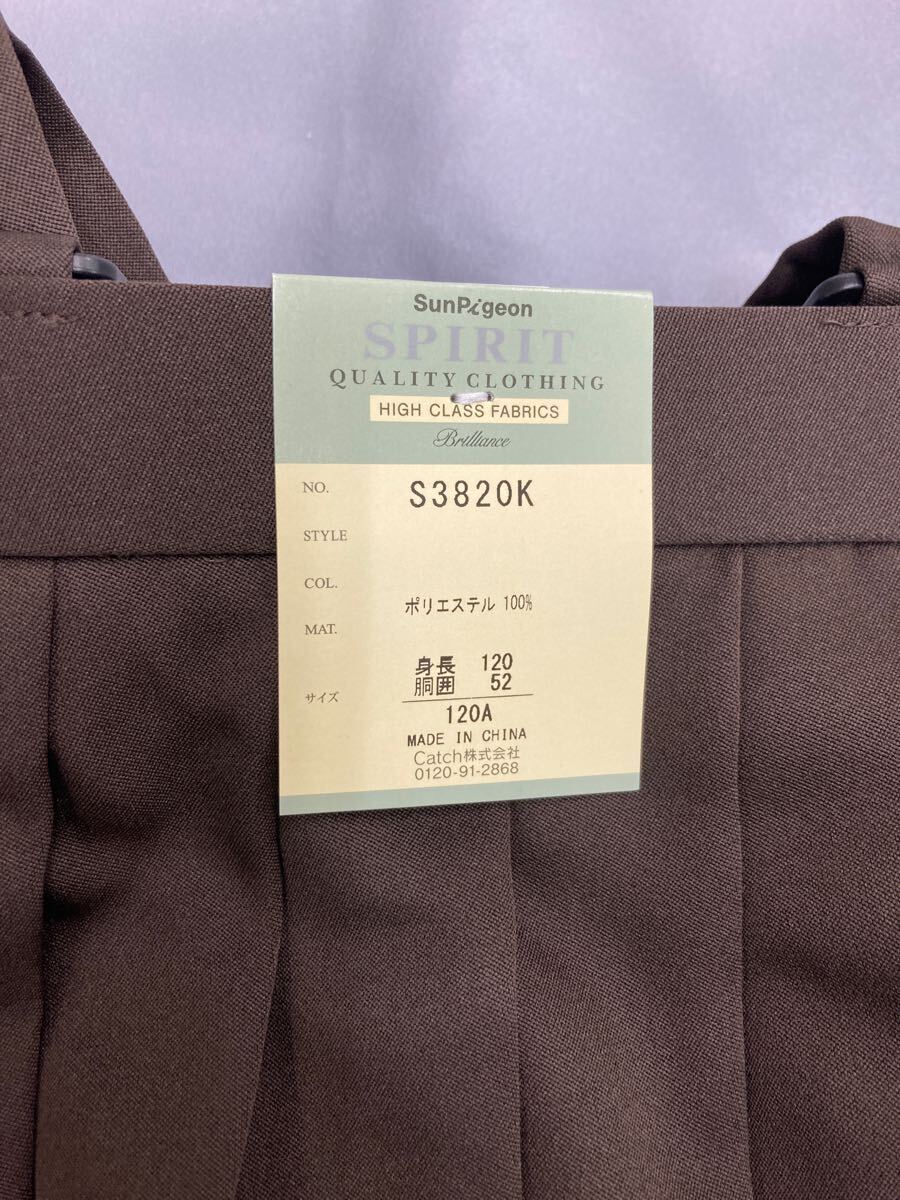 SunPigeon
SPIRIT
QUALITY CLOTHING
HIGH CLASS FABRICS
Brilliance
NO. S3820K
STYLE
COL.
ポリエステル 100%
MAT.
身長 120
胴囲 52
サイズ
120A
MADE IN CHINA
Catch株式会社
0120-91-2868